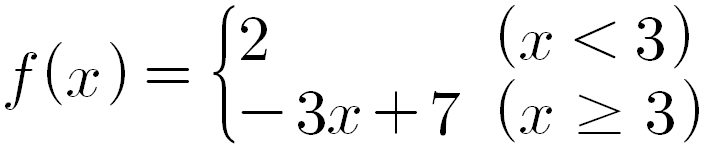 f(x) = { 2 (x < 3)
− 3x + 7 (x ≥ 3)